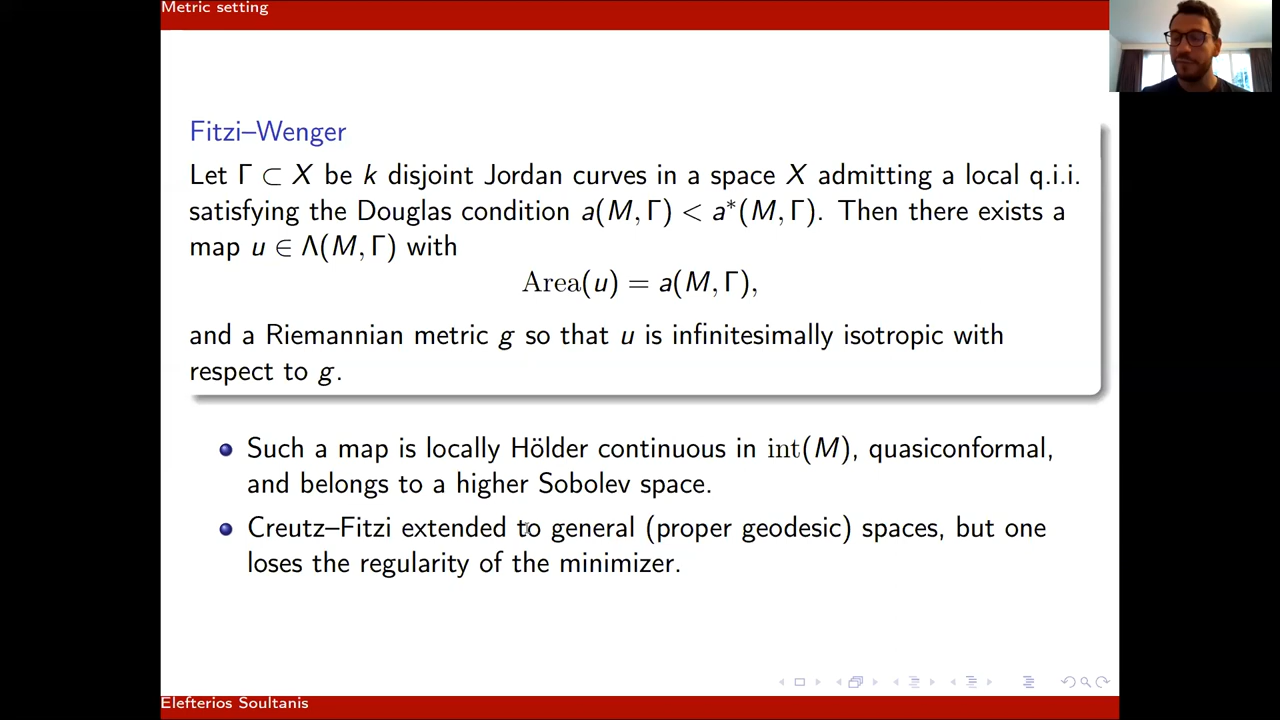 Metric setting
Fitzi–Wenger
Let Γ ⊂ X be k disjoint Jordan curves in a space X admitting a local q.i.i.
satisfying the Douglas condition a(M, Γ) < a*(M, Γ). Then there exists a
map u ∈ Λ(M, Γ) with
Area(u) = a(M, Γ),
and a Riemannian metric g so that u is infinitesimally isotropic with
respect to g.
Such a map is locally Hölder continuous in int(M), quasiconformal,
and belongs to a higher Sobolev space.
Creutz–Fitzi extended to general (proper geodesic) spaces, but one
loses the regularity of the minimizer.
Elefterios Soultanis